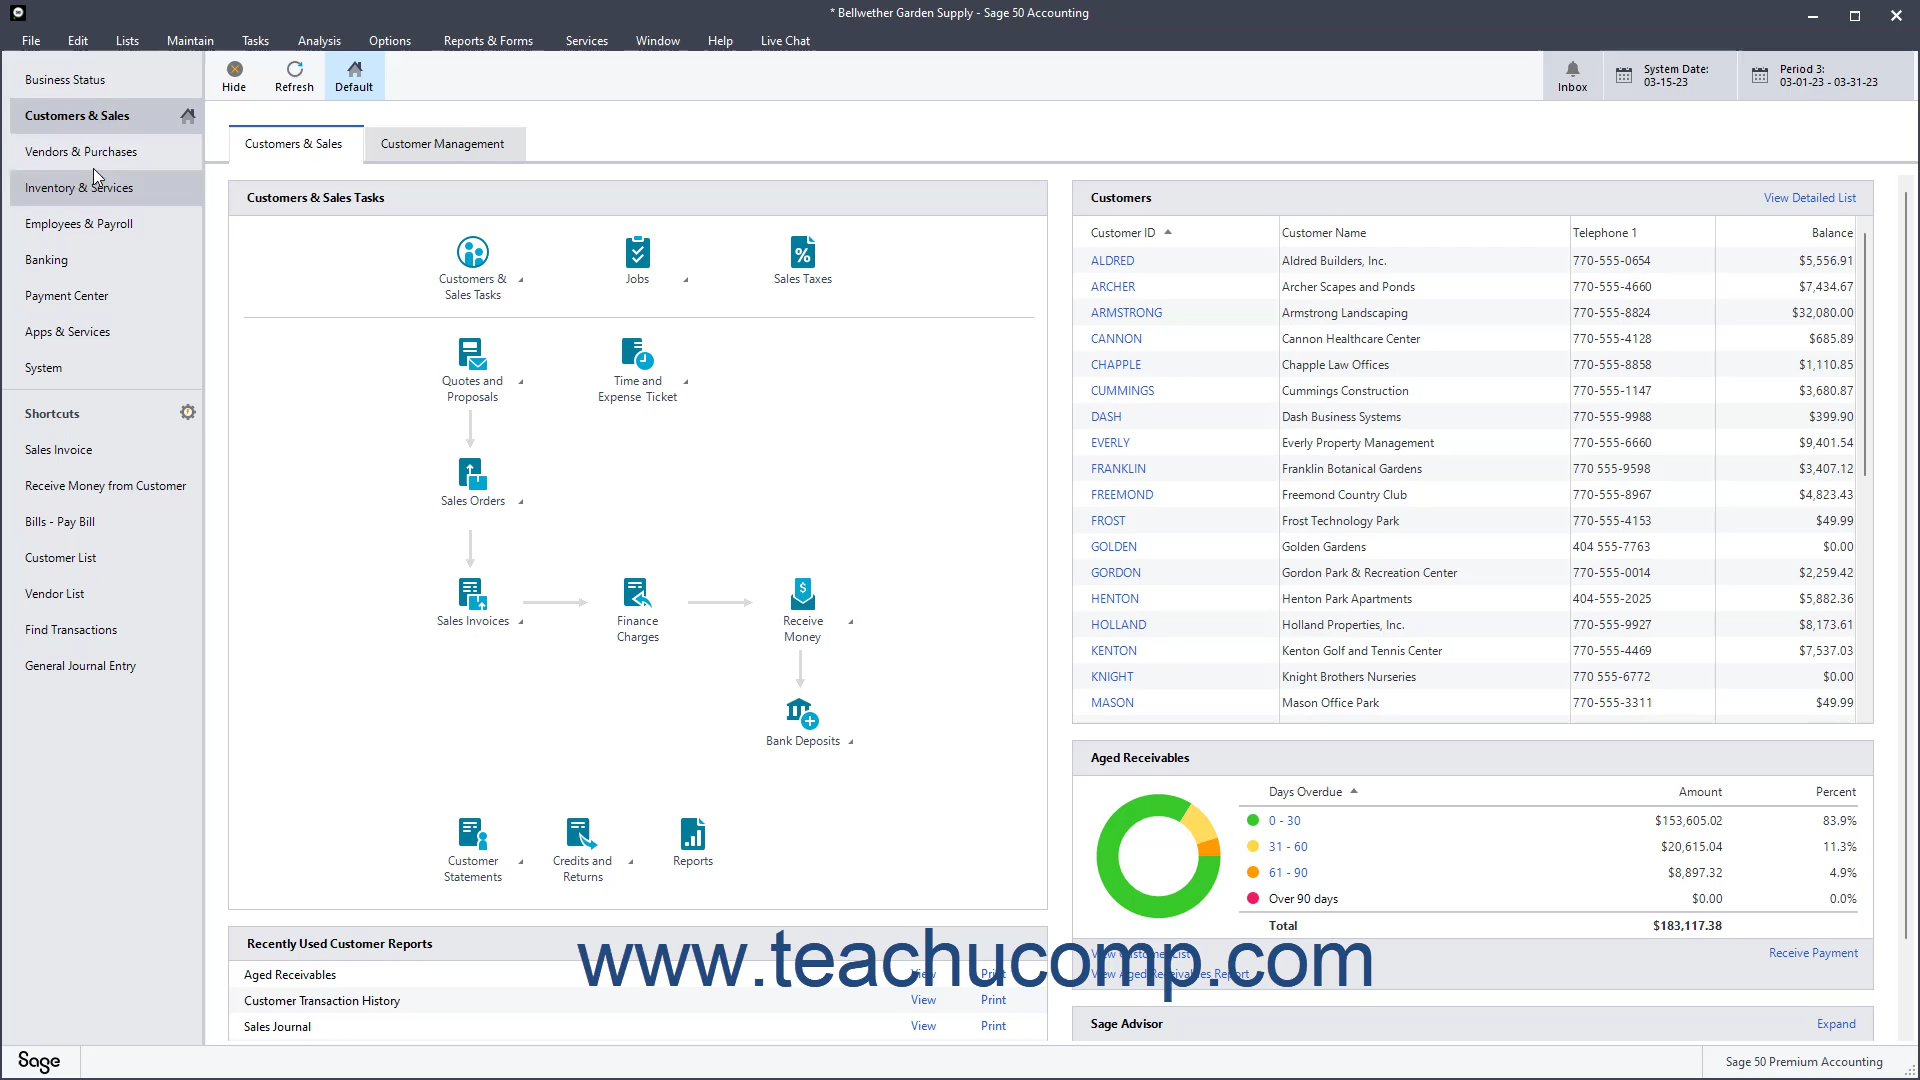 * Bellwether Garden Supply - Sage 50 Accounting
File Edit Lists Maintain Tasks Analysis Options Reports & Forms Services Window Help Live Chat
Business Status
Customers & Sales
Vendors & Purchases
Inventory & Services
Employees & Payroll
Banking
Payment Center
Apps & Services
System
Shortcuts
Sales Invoice
Receive Money from Customer
Bills - Pay Bill
Customer List
Vendor List
Find Transactions
General Journal Entry
Hide Refresh Default
Inbox
System Date:
03-15-23
Period 3:
03-01-23 - 03-31-23
Customers & Sales Customer Management
Customers & Sales Tasks
Customers &
Sales Tasks
Jobs
Sales Taxes
Quotes and
Proposals
Time and
Expense Ticket
Sales Orders
Sales Invoices
Finance
Charges
Receive
Money
Bank Deposits
Customer
Statements
Credits and
Returns
Reports
Recently Used Customer Reports
Aged Receivables View Print
Customer Transaction History View Print
Sales Journal View Print
Customers View Detailed List
Customer ID Customer Name Telephone 1 Balance
ALDRED Aldred Builders, Inc. 770-555-0654 $5,556.91
ARCHER Archer Scapes and Ponds 770-555-4660 $7,434.67
ARMSTRONG Armstrong Landscaping 770-555-8824 $32,080.00
CANNON Cannon Healthcare Center 770-555-4128 $685.89
CHAPPLE Chapple Law Offices 770-555-8858 $1,110.85
CUMMINGS Cummings Construction 770-555-1147 $3,680.87
DASH Dash Business Systems 770-555-9988 $399.90
EVERLY Everly Property Management 770-555-6660 $9,401.54
FRANKLIN Franklin Botanical Gardens 770 555-9598 $3,407.12
FREEMOND Freemond Country Club 770-555-8967 $4,823.43
FROST Frost Technology Park 770-555-4153 $49.99
GOLDEN Golden Gardens 404 555-7763 $0.00
GORDON Gordon Park & Recreation Center 770-555-0014 $2,259.42
HENTON Henton Park Apartments 404-555-2025 $5,882.36
HOLLAND Holland Properties, Inc. 770-555-9927 $8,173.61
KENTON Kenton Golf and Tennis Center 770-555-4469 $7,537.03
KNIGHT Knight Brothers Nurseries 770 555-6772 $0.00
MASON Mason Office Park 770-555-3311 $49.99
Aged Receivables
Days Overdue Amount Percent
0 - 30 $153,605.02 83.9%
31 - 60 $20,615.04 11.3%
61 - 90 $8,897.32 4.9%
Over 90 days $0.00 0.0%
Total $183,117.38
View Customer List Receive Payment
View Aged Receivables Report
Sage Advisor Expand
www.teachucomp.com
Sage
Sage 50 Premium Accounting